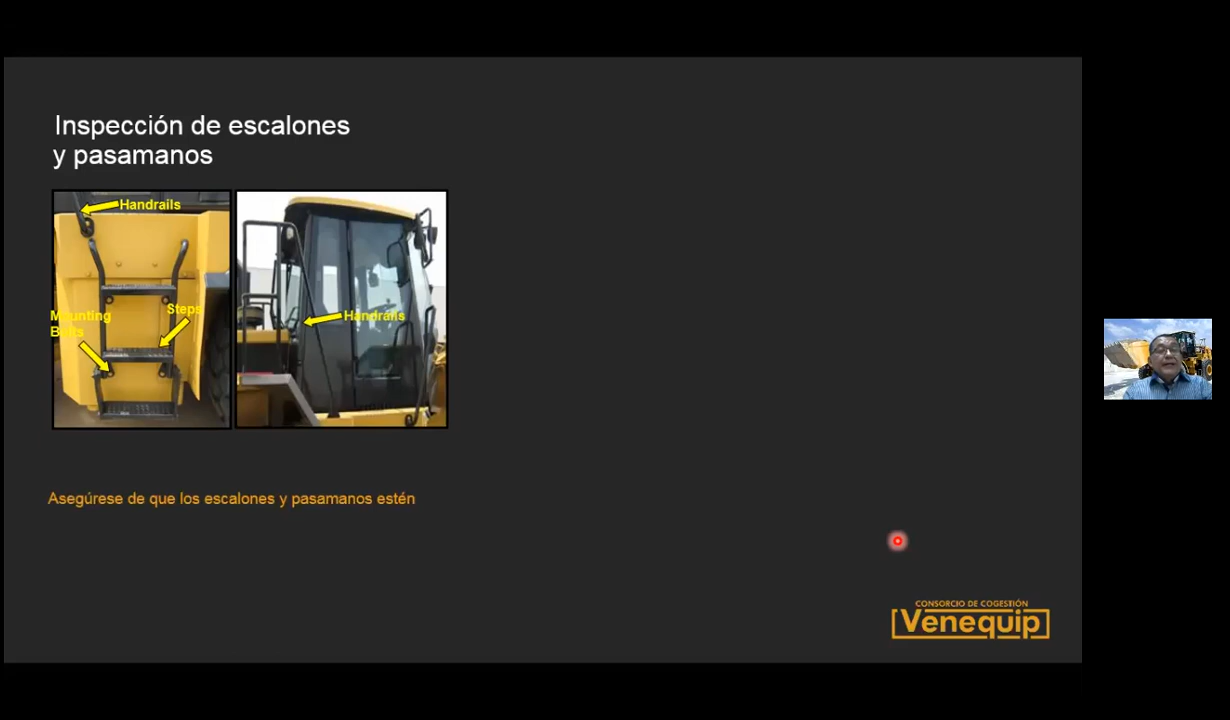 Inspección de escalones
y pasamanos
Handrails
Mounting
Bolts
Steps
Handrails
Asegúrese de que los escalones y pasamanos estén
CONSORCIO DE COGESTIÓN
Venequip